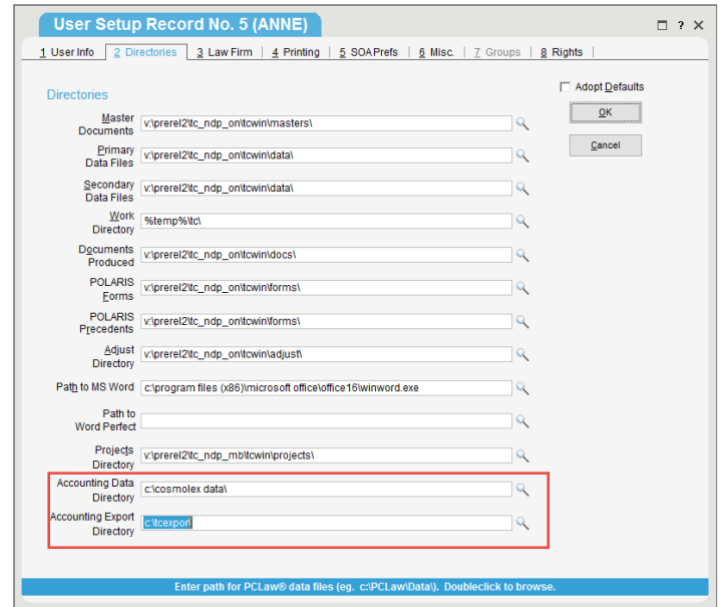 User Setup Record No. 5 (ANNE)
? X
1 User Info | 2 Directories | 3 Law Firm | 4 Printing | 5 SOAPrefs | 6 Misc. | 7 Groups | 8 Rights
Adopt Defaults
Directories
OK
Master
Documents
v:\prerel2\tc_ndp_on\tcwin\masters\
Cancel
Primary
Data Files
v:\prerel2\tc_ndp_on\tcwin\data\
Secondary
Data Files
v:\prerel2\tc_ndp_on\tcwin\data\
Work
Directory
%temp%\tc\
Documents
Produced
v:\prerel2\tc_ndp_on\tcwin\docs\
POLARIS
Forms
v:\prerel2\tc_ndp_on\tcwin\forms\
POLARIS
Precedents
v:\prerel2\tc_ndp_on\tcwin\forms\
Adjust
Directory
v:\prerel2\tc_ndp_on\tcwin\adjust\
Path to MS Word
c:\program files (x86)\microsoft office\office16\winword.exe
Path to
Word Perfect
Projects
Directory
v:\prerel2\tc_ndp_mb\tcwin\projects\
Accounting Data
Directory
c:\cosmolex data\
Accounting Export
Directory
c:\tcexport\
Enter path for PCLaw® data files (eg. c:\PCLaw\Data\). Doubleclick to browse.